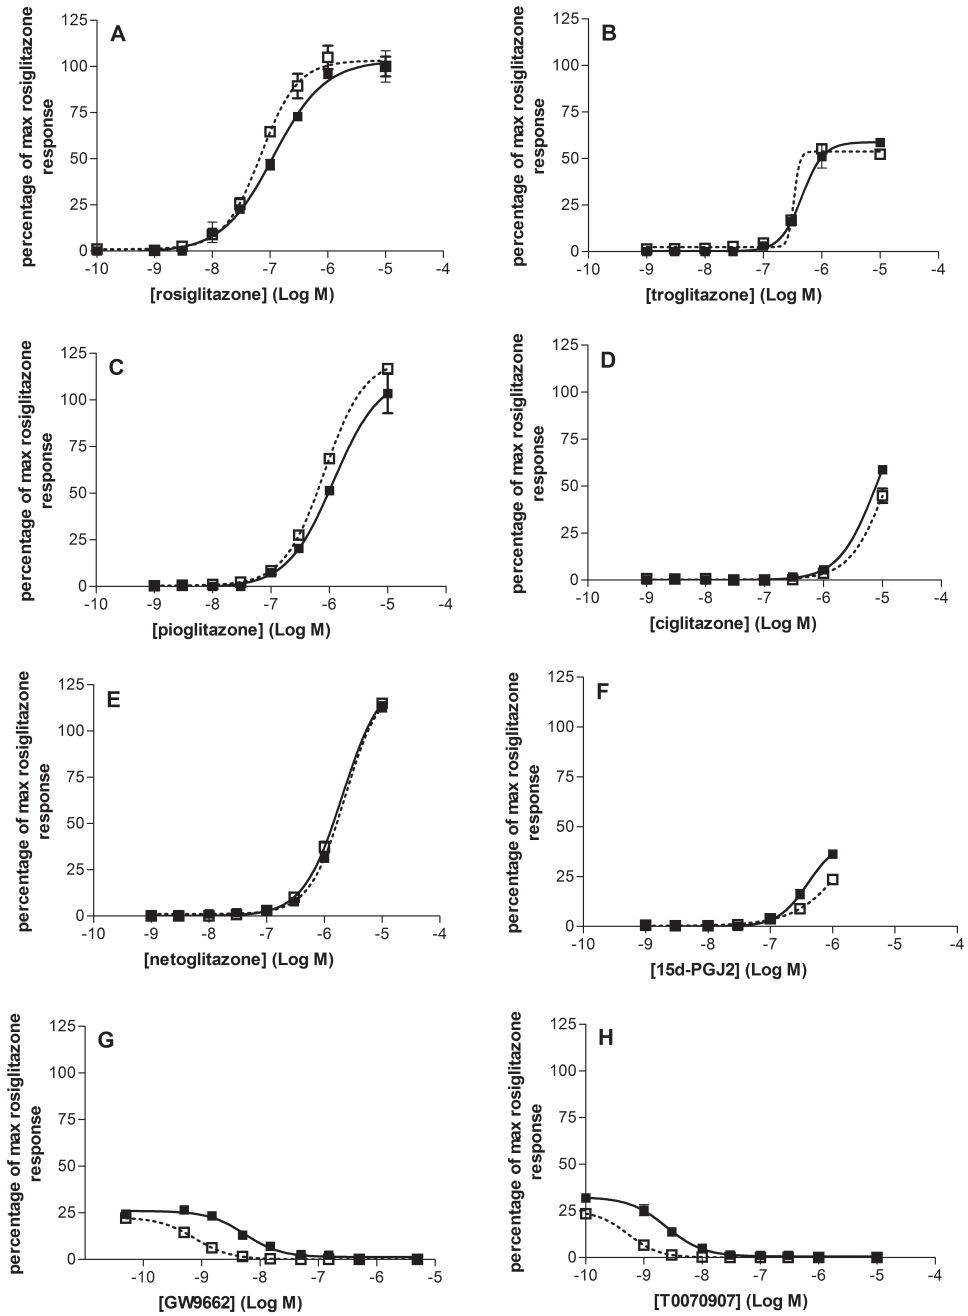 A
percentage of max rosiglitazone
response
125
100
75
50
25
0
-10 -9 -8 -7 -6 -5 -4
[rosiglitazone] (Log M)
B
percentage of max rosiglitazone
response
125
100
75
50
25
0
-10 -9 -8 -7 -6 -5 -4
[troglitazone] (Log M)
C
percentage of max rosiglitazone
response
125
100
75
50
25
0
-10 -9 -8 -7 -6 -5 -4
[pioglitazone] (Log M)
D
percentage of max rosiglitazone
response
125
100
75
50
25
0
-10 -9 -8 -7 -6 -5 -4
[ciglitazone] (Log M)
E
percentage of max rosiglitazone
response
125
100
75
50
25
0
-10 -9 -8 -7 -6 -5 -4
[netoglitazone] (Log M)
F
percentage of max rosiglitazone
response
125
100
75
50
25
0
-10 -9 -8 -7 -6 -5 -4
[15d-PGJ2] (Log M)
G
percentage of max rosiglitazone
response
125
100
75
50
25
0
-10 -9 -8 -7 -6 -5
[GW9662] (Log M)
H
percentage of max rosiglitazone
response
125
100
75
50
25
0
-10 -9 -8 -7 -6 -5 -4
[T0070907] (Log M)